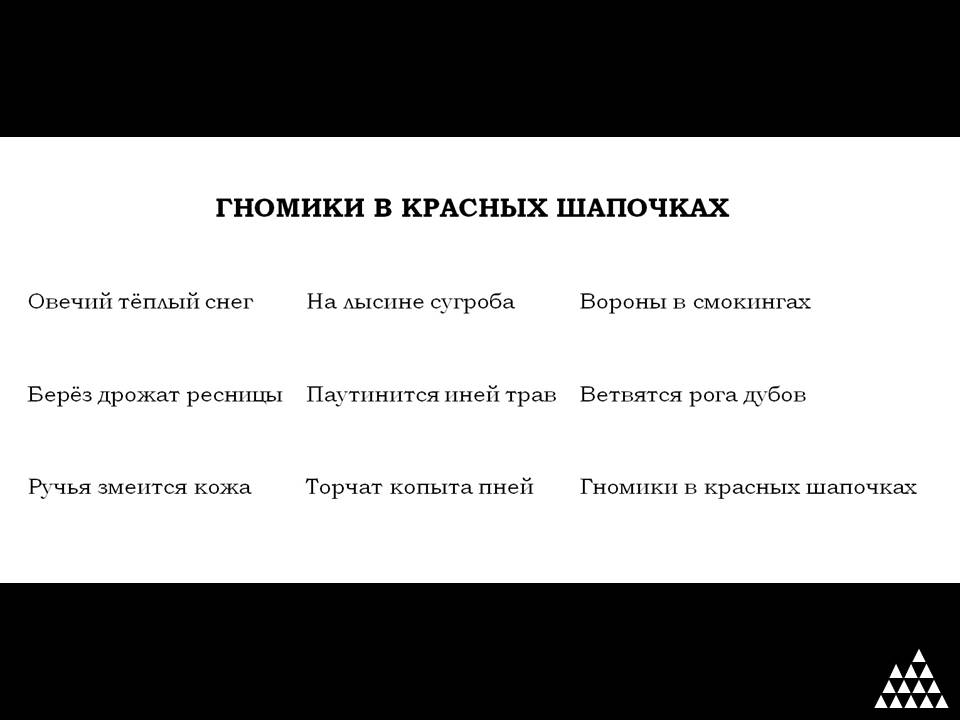 ГНОМИКИ В КРАСНЫХ ШАПОЧКАХ
Овечий тёплый снег На лысине сугроба Вороны в смокингах
Берёз дрожат ресницы Паутинится иней трав Ветвятся рога дубов
Ручья змеится кожа Торчат копыта пней Гномики в красных шапочках